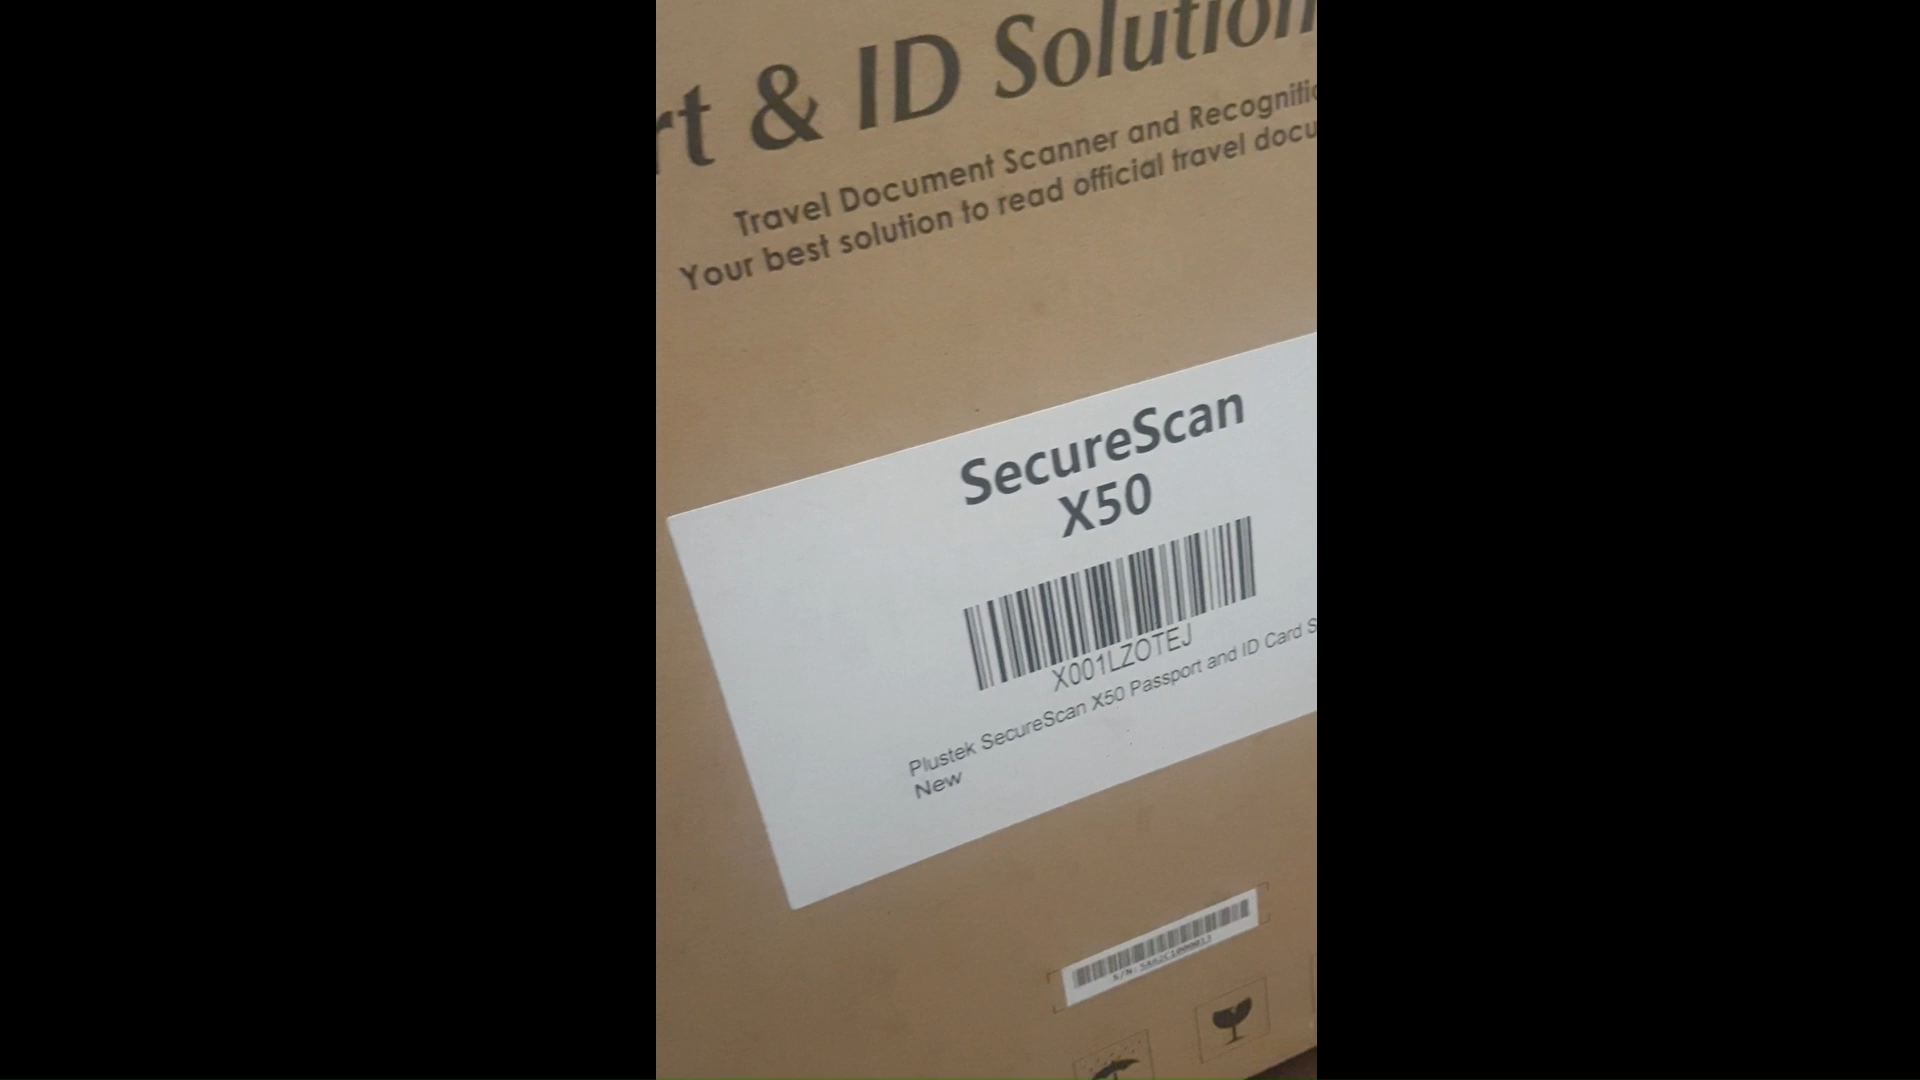 rt & ID Solution
Travel Document Scanner and Recogniti
Your best solution to read official travel docu
SecureScan
X50
X001LZOTEJ
Plustek SecureScan X50 Passport and ID Card S
New
S/N: